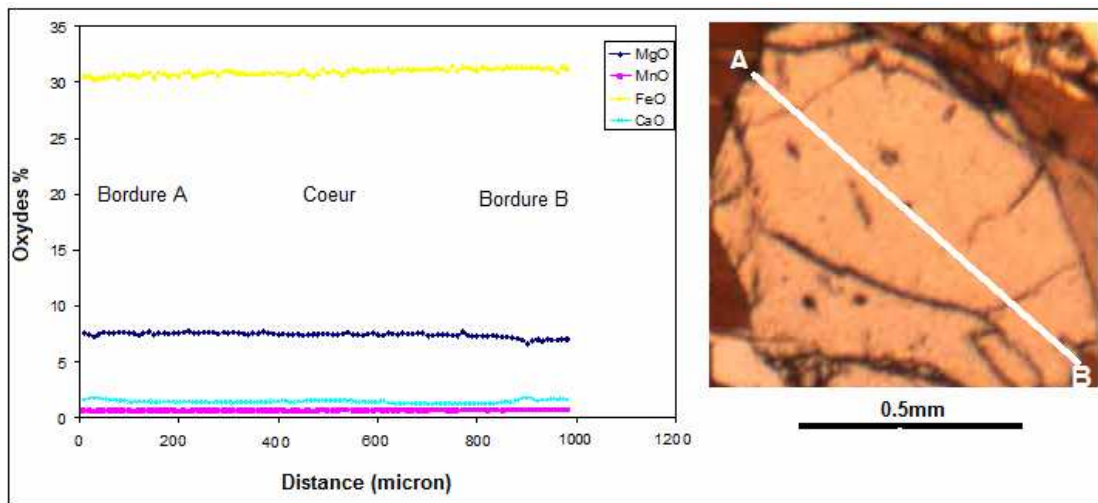 35
30
25
20
15
10
5
0
Oxydes %
MgO
MnO
FeO
CaO
Bordure A
Coeur
Bordure B
0 200 400 600 800 1000 1200
Distance (micron)
A
B
0.5mm